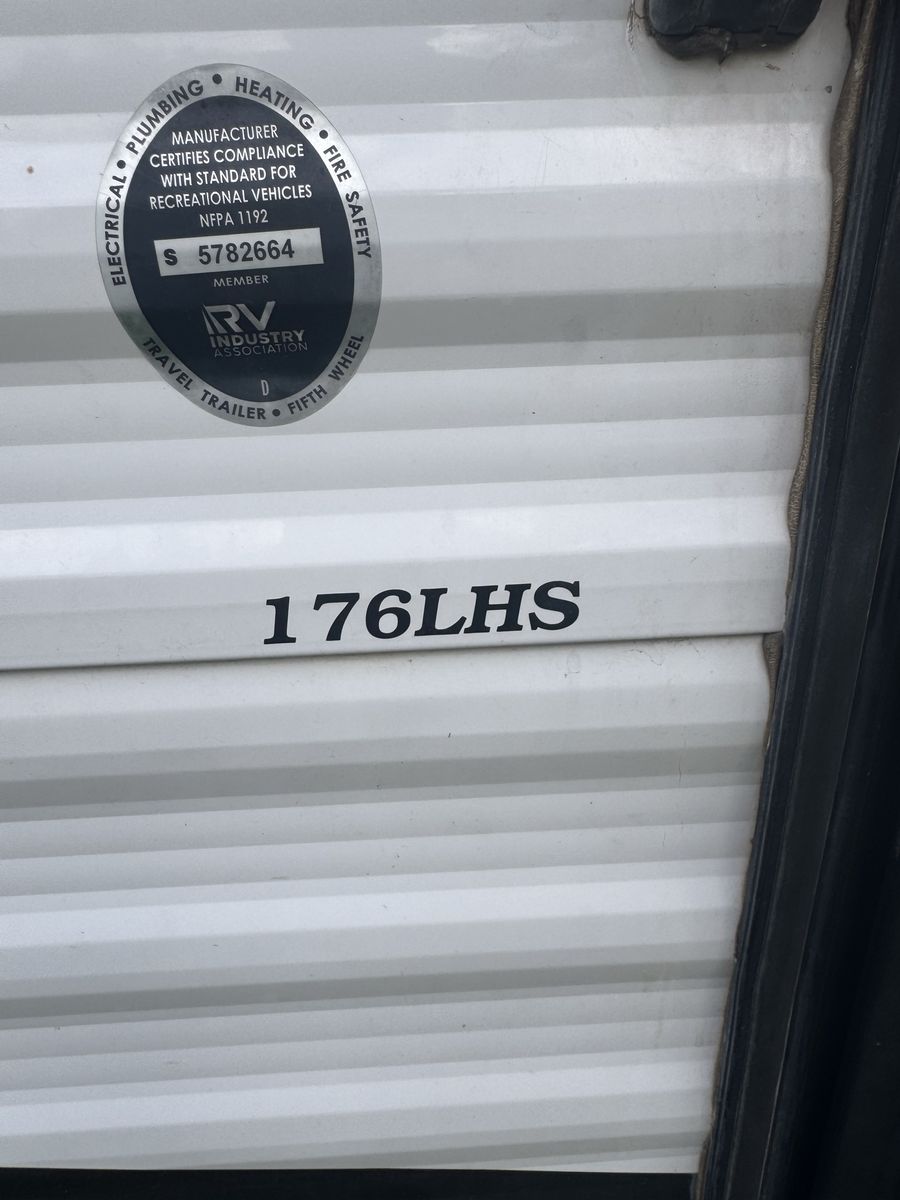 ELECTRICAL • PLUMBING • HEATING • FIRE SAFETY
MANUFACTURER
CERTIFIES COMPLIANCE
WITH STANDARD FOR
RECREATIONAL VEHICLES
NFPA 1192
S 5782664
MEMBER
RV
INDUSTRY
ASSOCIATION
D
TRAVEL TRAILER • FIFTH WHEEL
176LHS